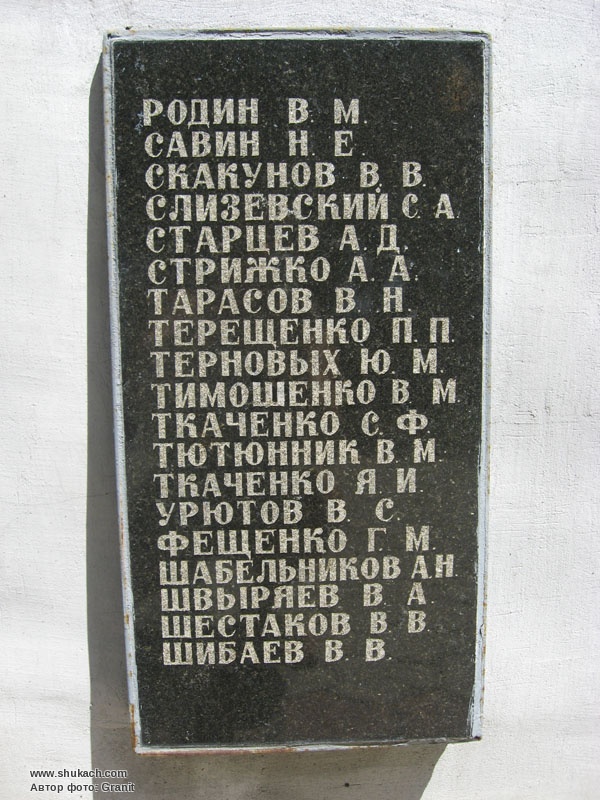 РОДИН В. М.
САВИН Н. Е
СКАКУНОВ В. В.
СЛИЗЕВСКИЙ С. А.
СТАРЦЕВ А. Д.
СТРИЖКО А. А.
ТАРАСОВ В. Н.
ТЕРЕЩЕНКО П. П.
ТЕРНОВЫХ Ю. М.
ТИМОШЕНКО В М.
ТКАЧЕНКО С. Ф.
ТЮТЮННИК В. М.
ТКАЧЕНКО Я. И.
УРЮТОВ В. С.
ФЕЩЕНКО Г. М.
ШАБЕЛЬНИКОВ А.Н.
ШВЫРЯЕВ В. А.
ШЕСТАКОВ В. В.
ШИБАЕВ В. В.
www.shukach.com
Автор фото: Granit